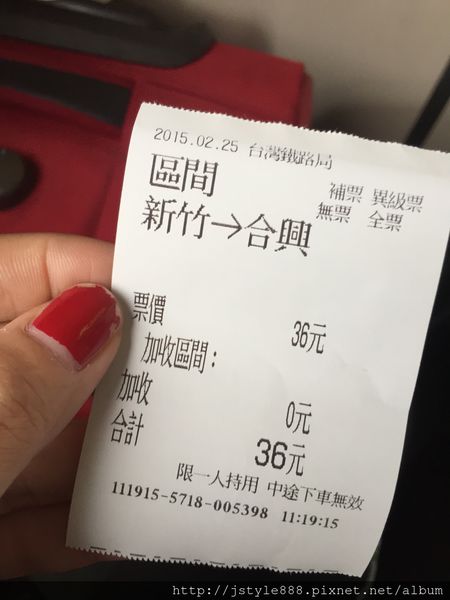 2015.02.25 台灣鐵路局
區間 補票 異級票
無票 全票
新竹→合興
票價 36元
加收區間：
加收 0元
合計 36元
限一人持用 中途下車無效
111915-5718-005398 11:19:15
http://jstyle888.pixnet.net/album